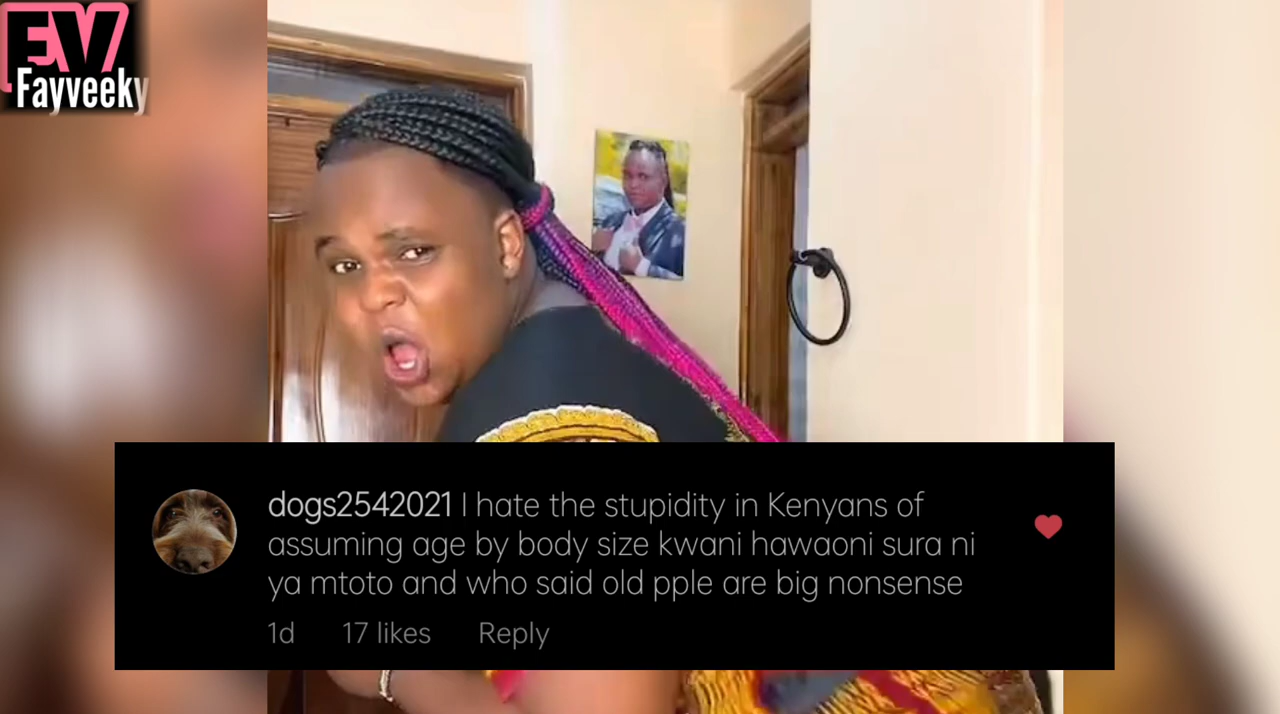 FV
Fayveeky
dogs2542021 I hate the stupidity in Kenyans of
assuming age by body size kwani hawaoni sura ni
ya mtoto and who said old pple are big nonsense
1d 17 likes Reply